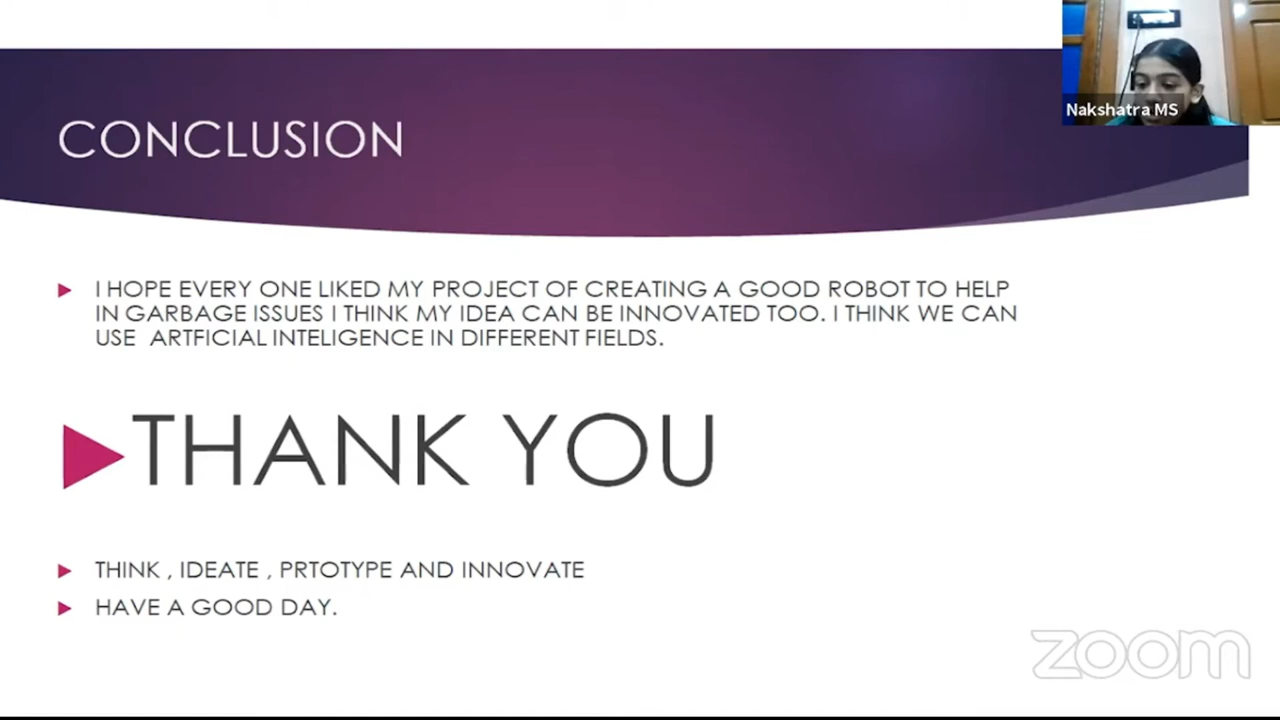 Nakshatra MS
CONCLUSION
I HOPE EVERY ONE LIKED MY PROJECT OF CREATING A GOOD ROBOT TO HELP
IN GARBAGE ISSUES I THINK MY IDEA CAN BE INNOVATED TOO. I THINK WE CAN
USE ARTFICIAL INTELIGENCE IN DIFFERENT FIELDS.
THANK YOU
THINK , IDEATE , PRTOTYPE AND INNOVATE
HAVE A GOOD DAY.
zoom